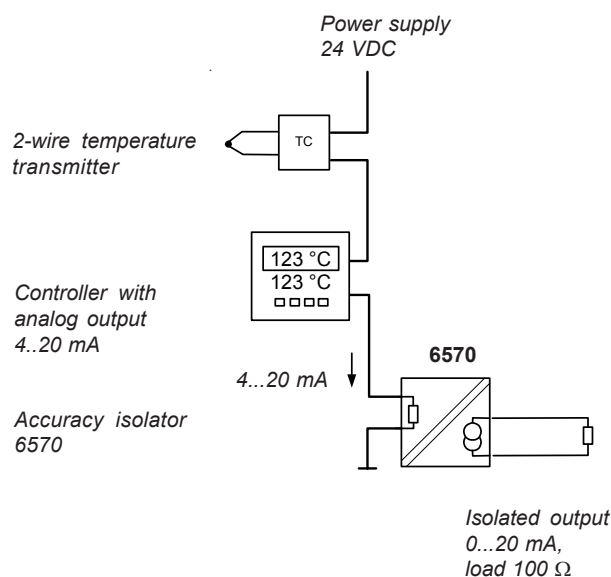 Power supply
24 VDC
TC
2-wire temperature
transmitter
123 °C
123 °C
Controller with
analog output
4..20 mA
6570
4...20 mA
Accuracy isolator
6570
Isolated output
0...20 mA,
load 100 Ω